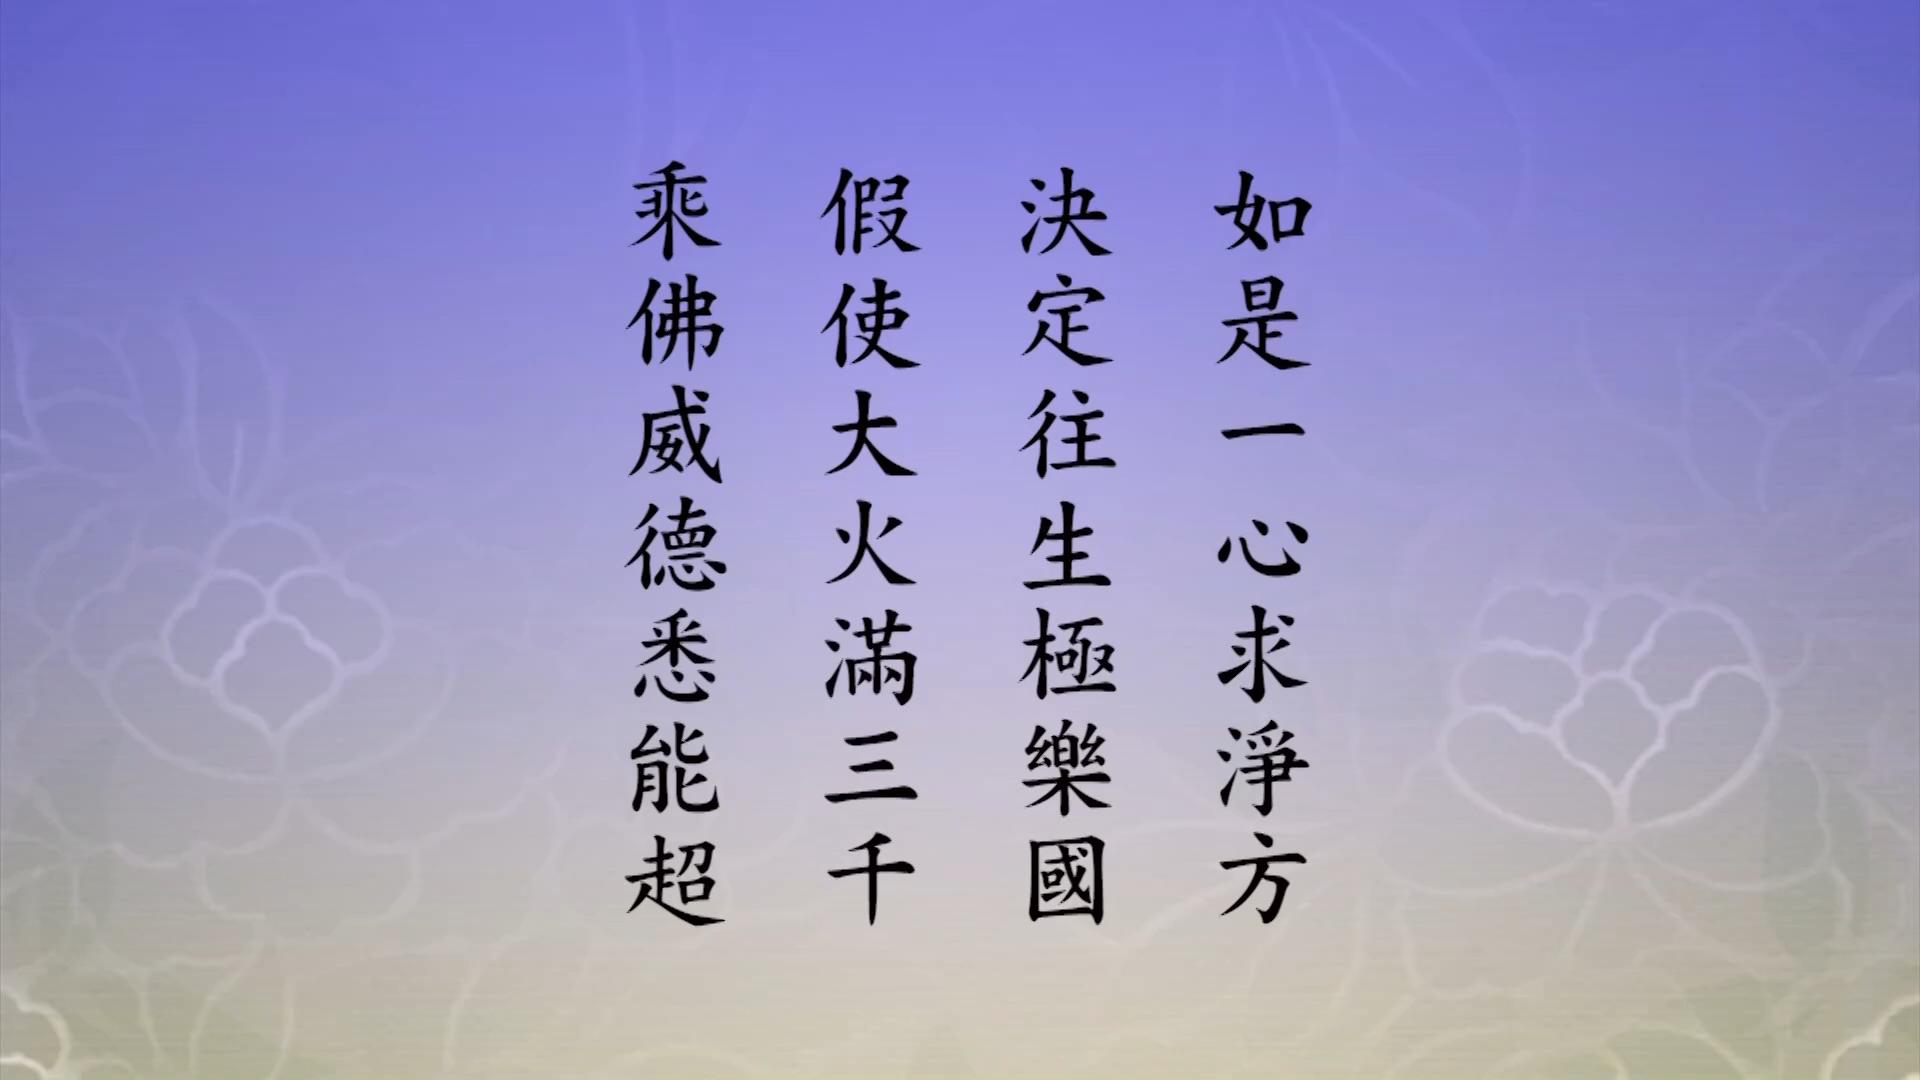 如是一心求淨方
決定往生極樂國
假使大火滿三千
乘佛威德悉能超